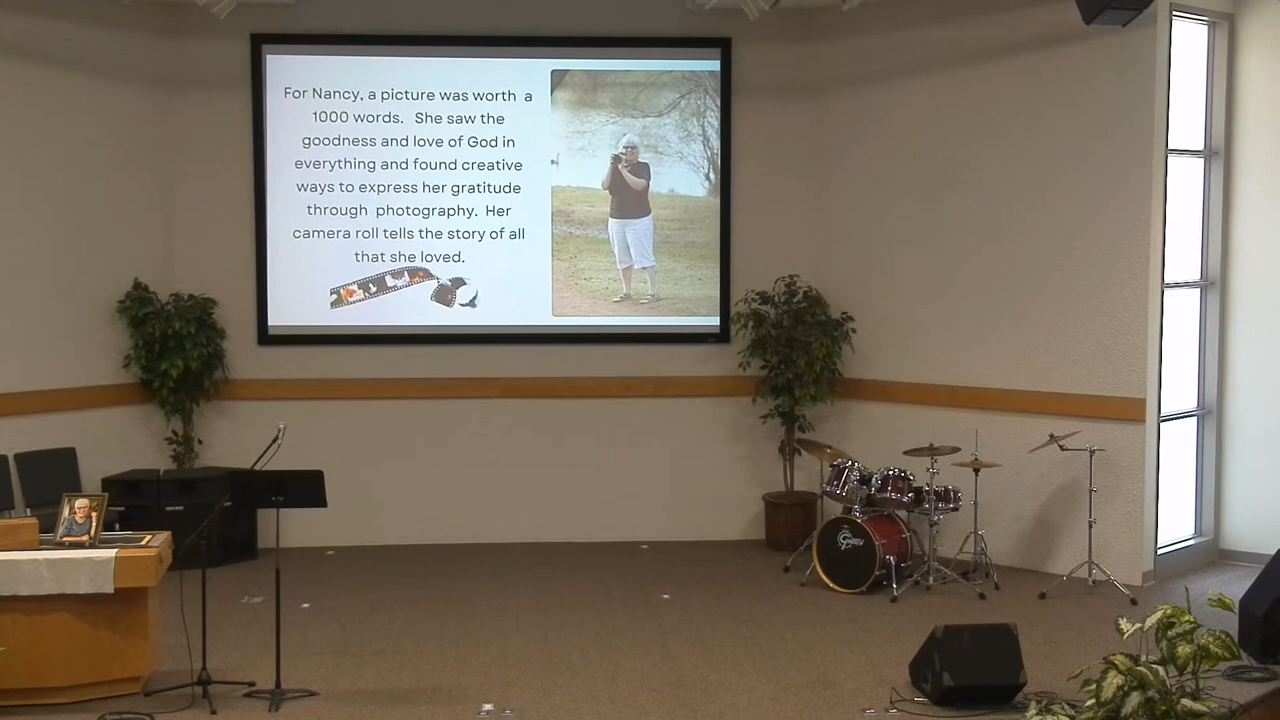 For Nancy, a picture was worth a
1000 words. She saw the
goodness and love of God in
everything and found creative
ways to express her gratitude
through photography. Her
camera roll tells the story of all
that she loved.
Gretsch